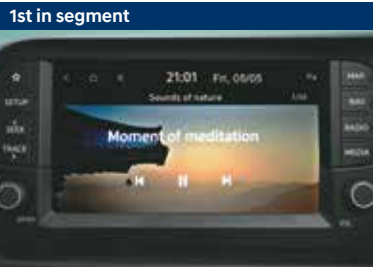 1st in segment
21:01 Fri, 05/05
Sounds of nature
MAP
NAV
SETUP
Moment of meditation
SEEK
RADIO
TRACK
MEDIA